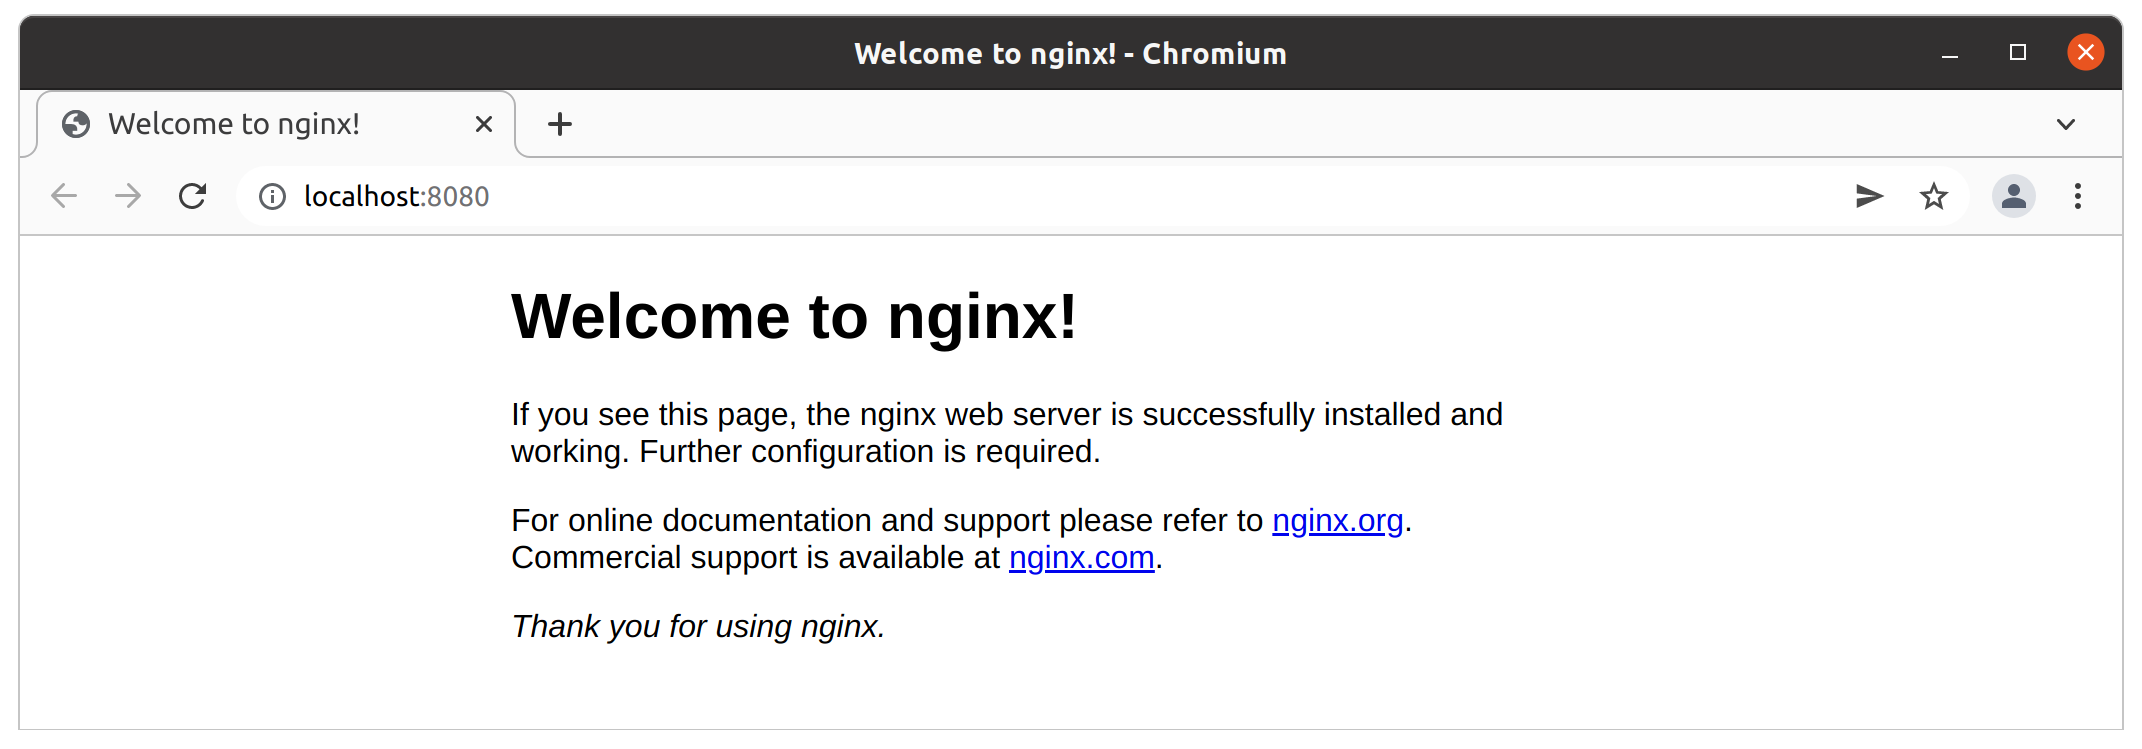 Welcome to nginx! - Chromium
Welcome to nginx!
localhost:8080
Welcome to nginx!
If you see this page, the nginx web server is successfully installed and
working. Further configuration is required.
For online documentation and support please refer to nginx.org.
Commercial support is available at nginx.com.
Thank you for using nginx.